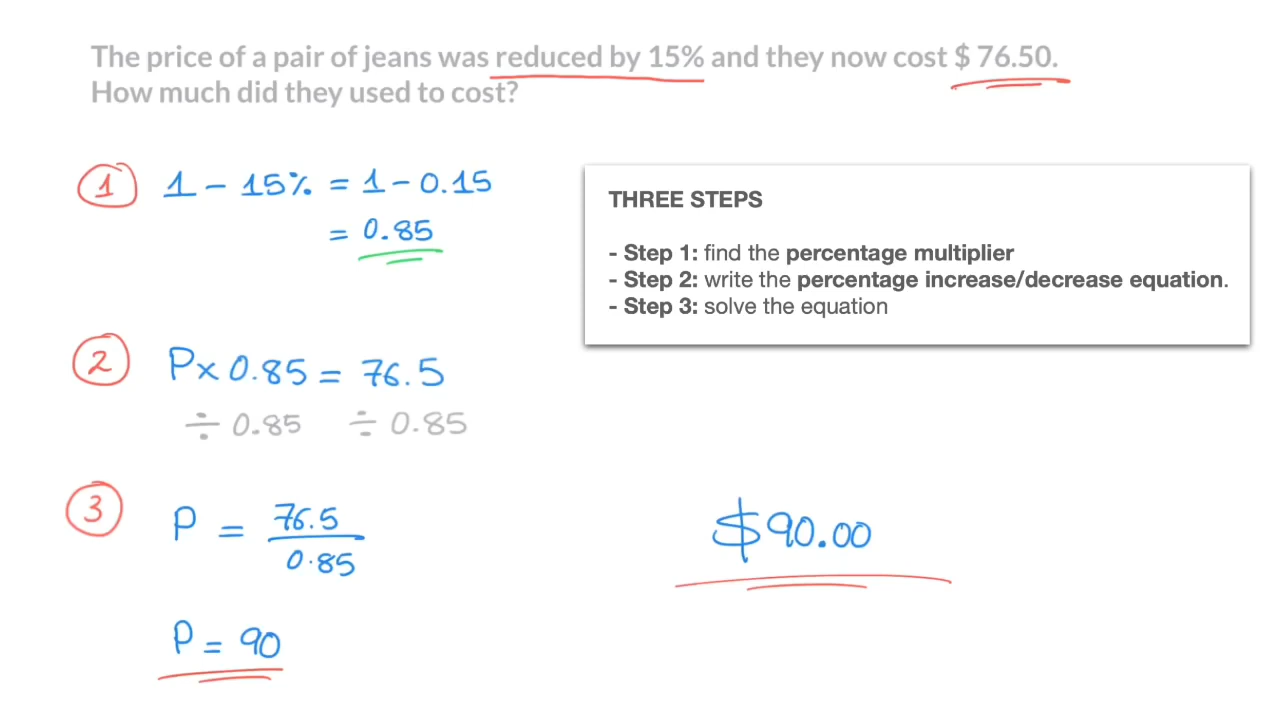 The price of a pair of jeans was reduced by 15% and they now cost $ 76.50.
How much did they used to cost?
1 1 - 15% = 1 - 0.15
= 0.85
THREE STEPS
- Step 1: find the percentage multiplier
- Step 2: write the percentage increase/decrease equation.
- Step 3: solve the equation
2 P x 0.85 = 76.5
÷ 0.85 ÷ 0.85
3 P = 76.5/0.85
P = 90
$90.00